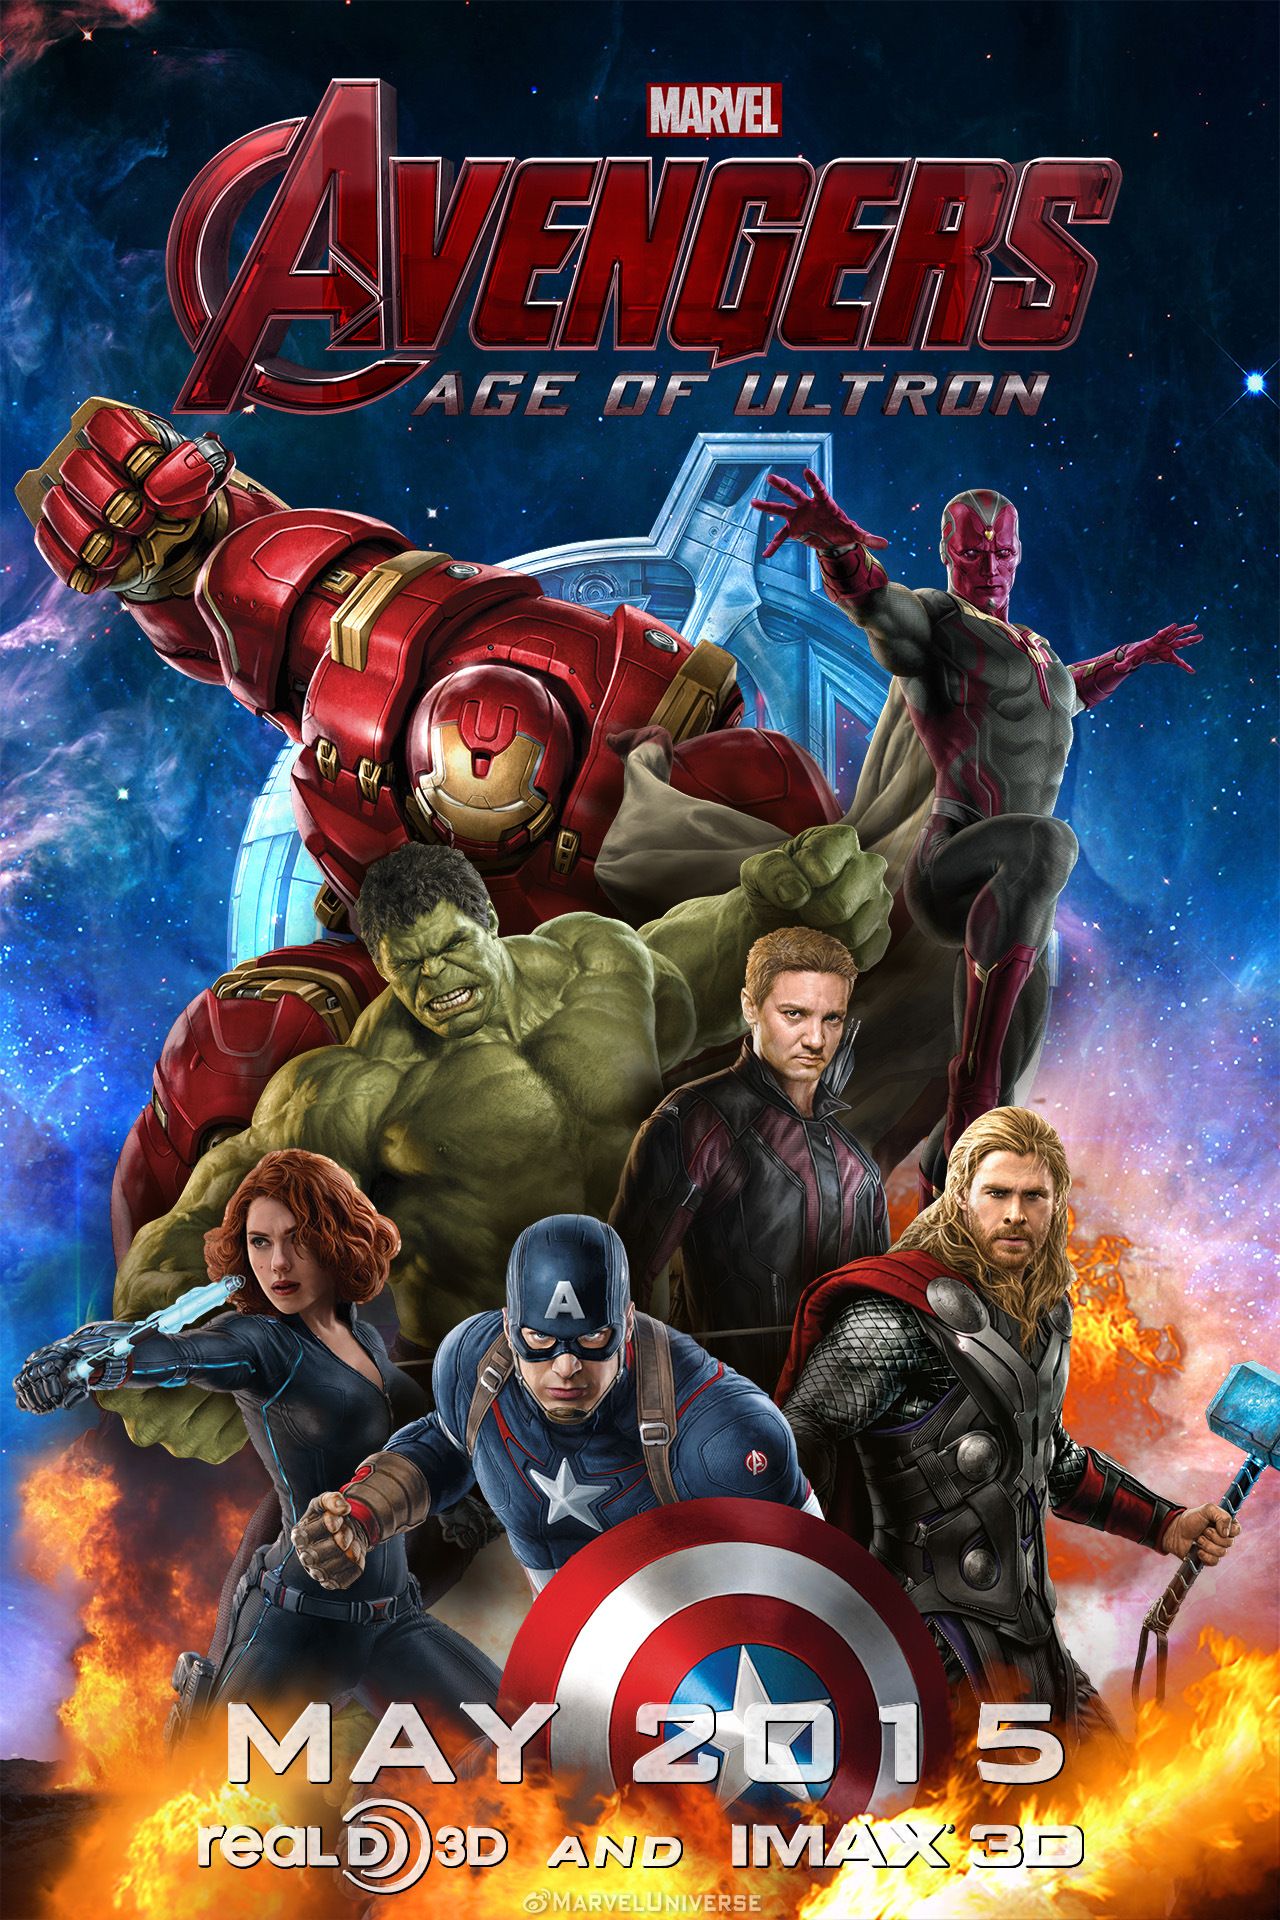 MARVEL
AVENGERS
AGE OF ULTRON
A
MAY 2015
REALD 3D AND IMAX 3D
MARVELUNIVERSE